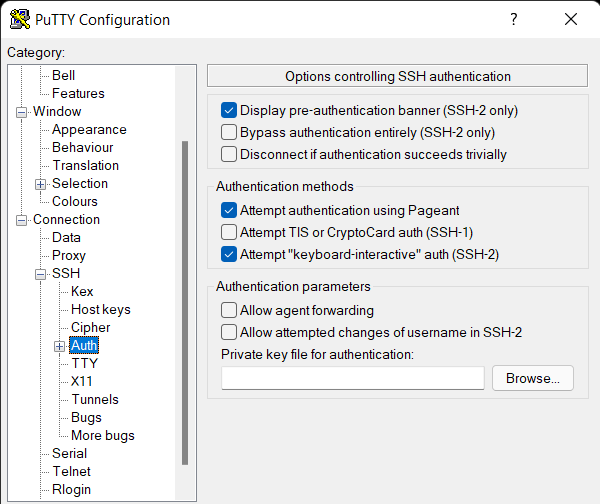 PuTTY Configuration
?
Category:
Bell
Features
Window
Appearance
Behaviour
Translation
Selection
Colours
Connection
Data
Proxy
SSH
Kex
Host keys
Cipher
Auth
TTY
X11
Tunnels
Bugs
More bugs
Serial
Telnet
Rlogin
Options controlling SSH authentication
Display pre-authentication banner (SSH-2 only)
Bypass authentication entirely (SSH-2 only)
Disconnect if authentication succeeds trivially
Authentication methods
Attempt authentication using Pageant
Attempt TIS or CryptoCard auth (SSH-1)
Attempt "keyboard-interactive" auth (SSH-2)
Authentication parameters
Allow agent forwarding
Allow attempted changes of username in SSH-2
Private key file for authentication:
Browse...